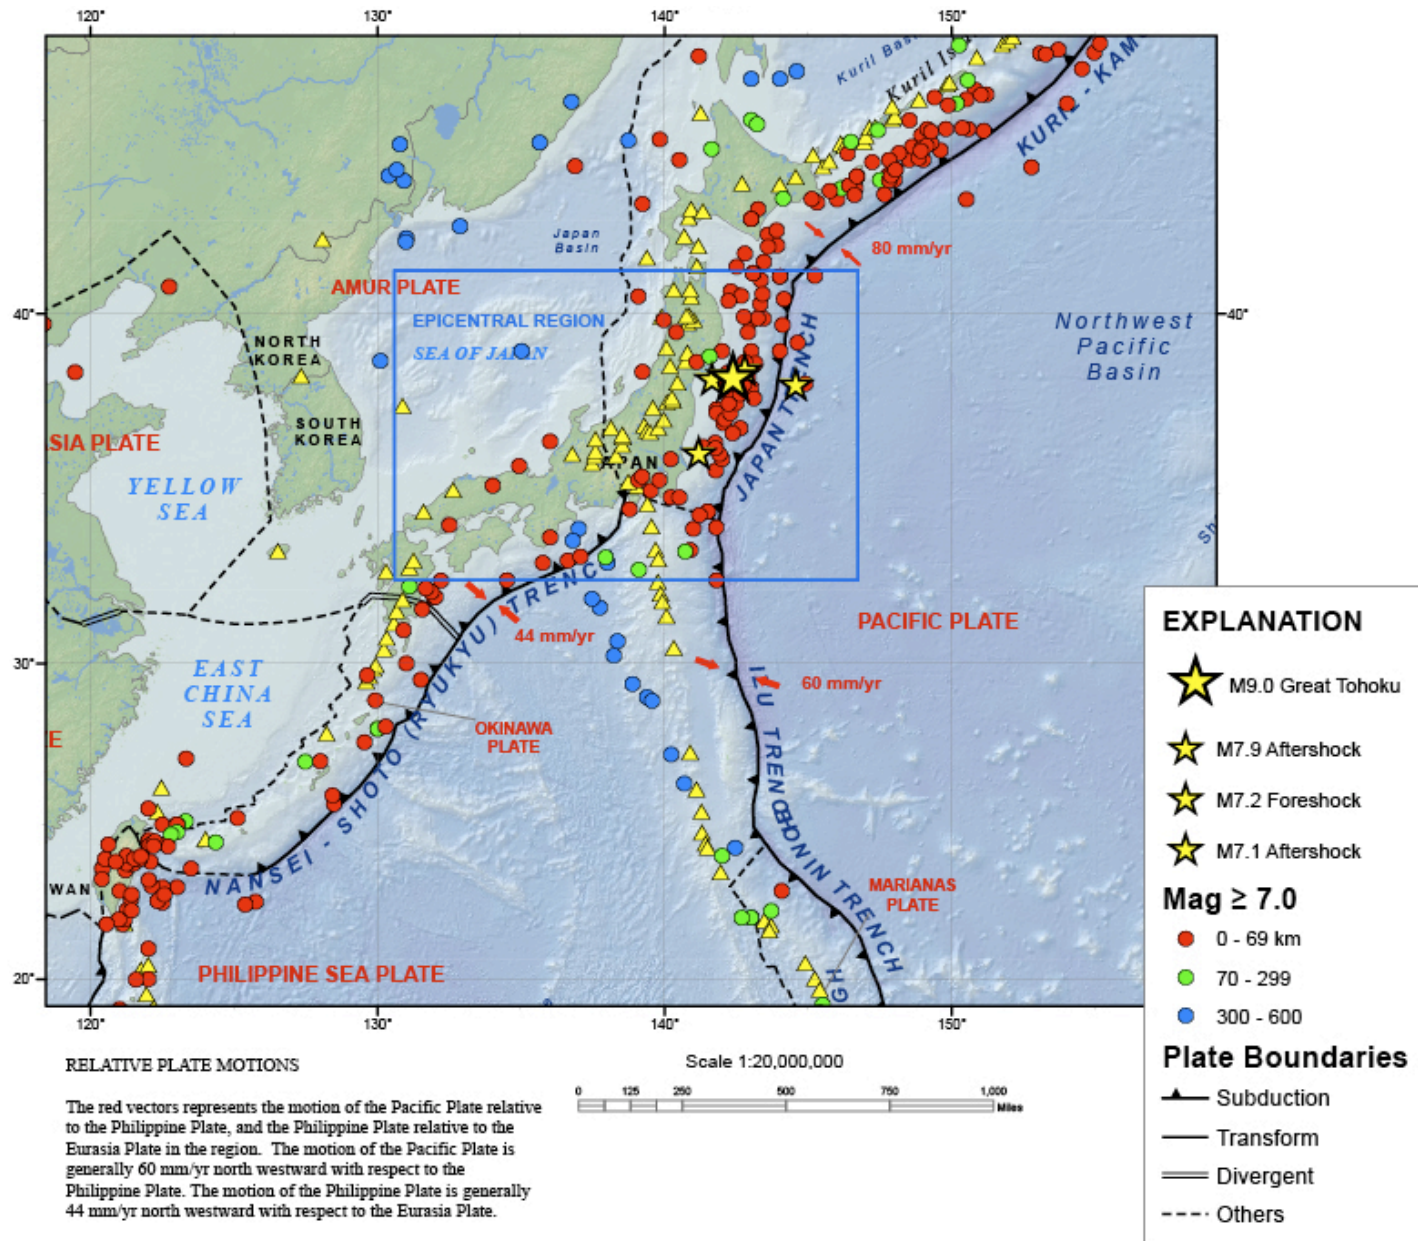 120°
130°
140°
150°
Kuril Bas
Kuril Is
KURIL - KAM
Japan
Basin
80 mm/yr
AMUR PLATE
40°
EPICENTRAL REGION
SEA OF JAPAN
40°
NORTH
KOREA
Northwest
Pacific
Basin
SOUTH
KOREA
SIA PLATE
JAPAN TRENCH
APAN
YELLOW
SEA
Sh
TRENC
PACIFIC PLATE
44 mm/yr
30°
EAST
CHINA
SEA
60 mm/yr
IZU TRENCH
OKINAWA
PLATE
E
NANSEI - SHOTO (RYUKYU)
BONIN TRENCH
MARIANAS
PLATE
WAN
PHILIPPINE SEA PLATE
20°
120°
130°
140°
150°
EXPLANATION
M9.0 Great Tohoku
M7.9 Aftershock
M7.2 Foreshock
M7.1 Aftershock
Mag ≥ 7.0
0 - 69 km
70 - 299
300 - 600
Plate Boundaries
Subduction
Transform
Divergent
Others
RELATIVE PLATE MOTIONS
The red vectors represents the motion of the Pacific Plate relative
to the Philippine Plate, and the Philippine Plate relative to the
Eurasia Plate in the region. The motion of the Pacific Plate is
generally 60 mm/yr north westward with respect to the
Philippine Plate. The motion of the Philippine Plate is generally
44 mm/yr north westward with respect to the Eurasia Plate.
Scale 1:20,000,000
0 125 250 500 750 1,000
Miles